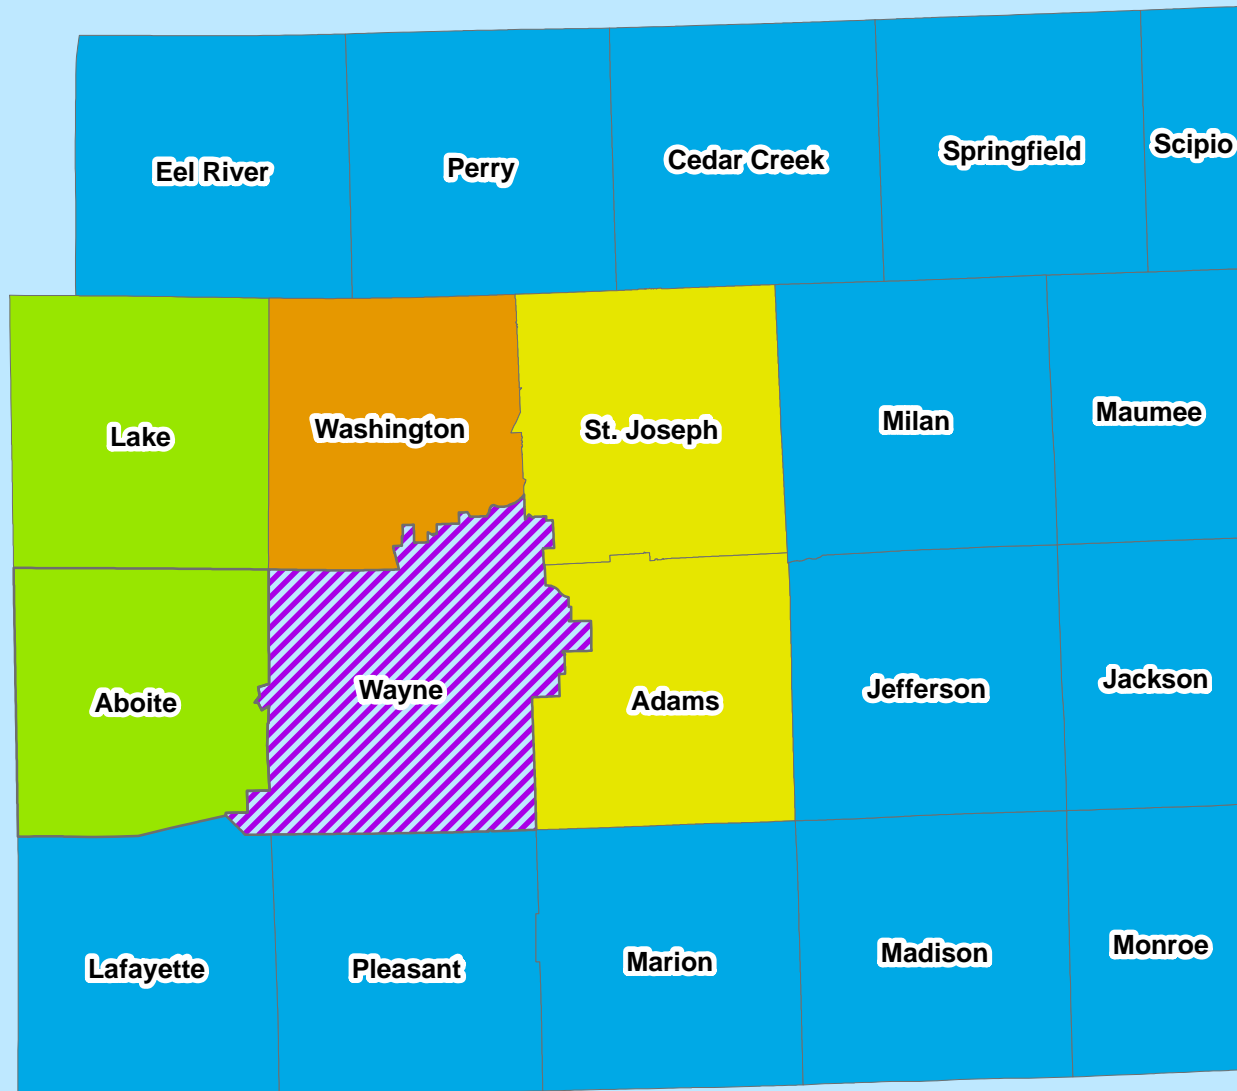 Eel River
Perry
Cedar Creek
Springfield
Scipio
Lake
Washington
St. Joseph
Milan
Maumee
Aboite
Wayne
Adams
Jefferson
Jackson
Lafayette
Pleasant
Marion
Madison
Monroe